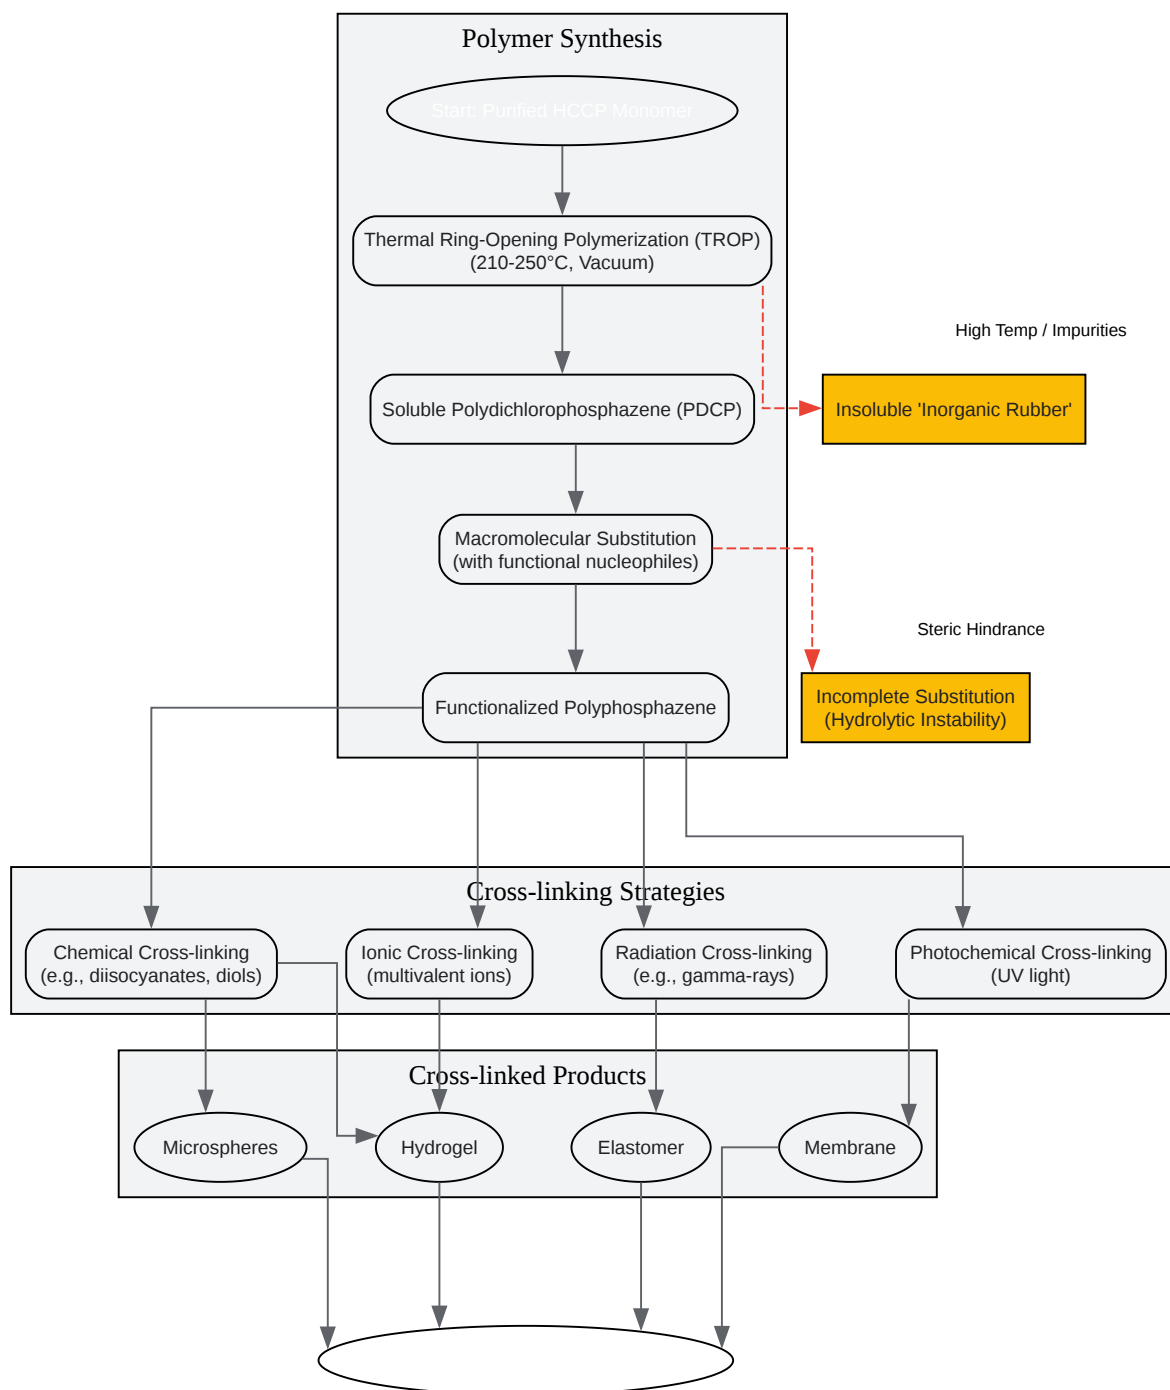 Polymer Synthesis
Start: Purified HCCP Monomer
Thermal Ring-Opening Polymerization (TROP)
(210-250°C, Vacuum)
High Temp / Impurities
Soluble Polydichlorophosphazene (PDCP)
Insoluble 'Inorganic Rubber'
Macromolecular Substitution
(with functional nucleophiles)
Steric Hindrance
Functionalized Polyphosphazene
Incomplete Substitution
(Hydrolytic Instability)
Cross-linking Strategies
Chemical Cross-linking
(e.g., diisocyanates, diols)
Ionic Cross-linking
(multivalent ions)
Radiation Cross-linking
(e.g., gamma-rays)
Photochemical Cross-linking
(UV light)
Cross-linked Products
Microspheres
Hydrogel
Elastomer
Membrane